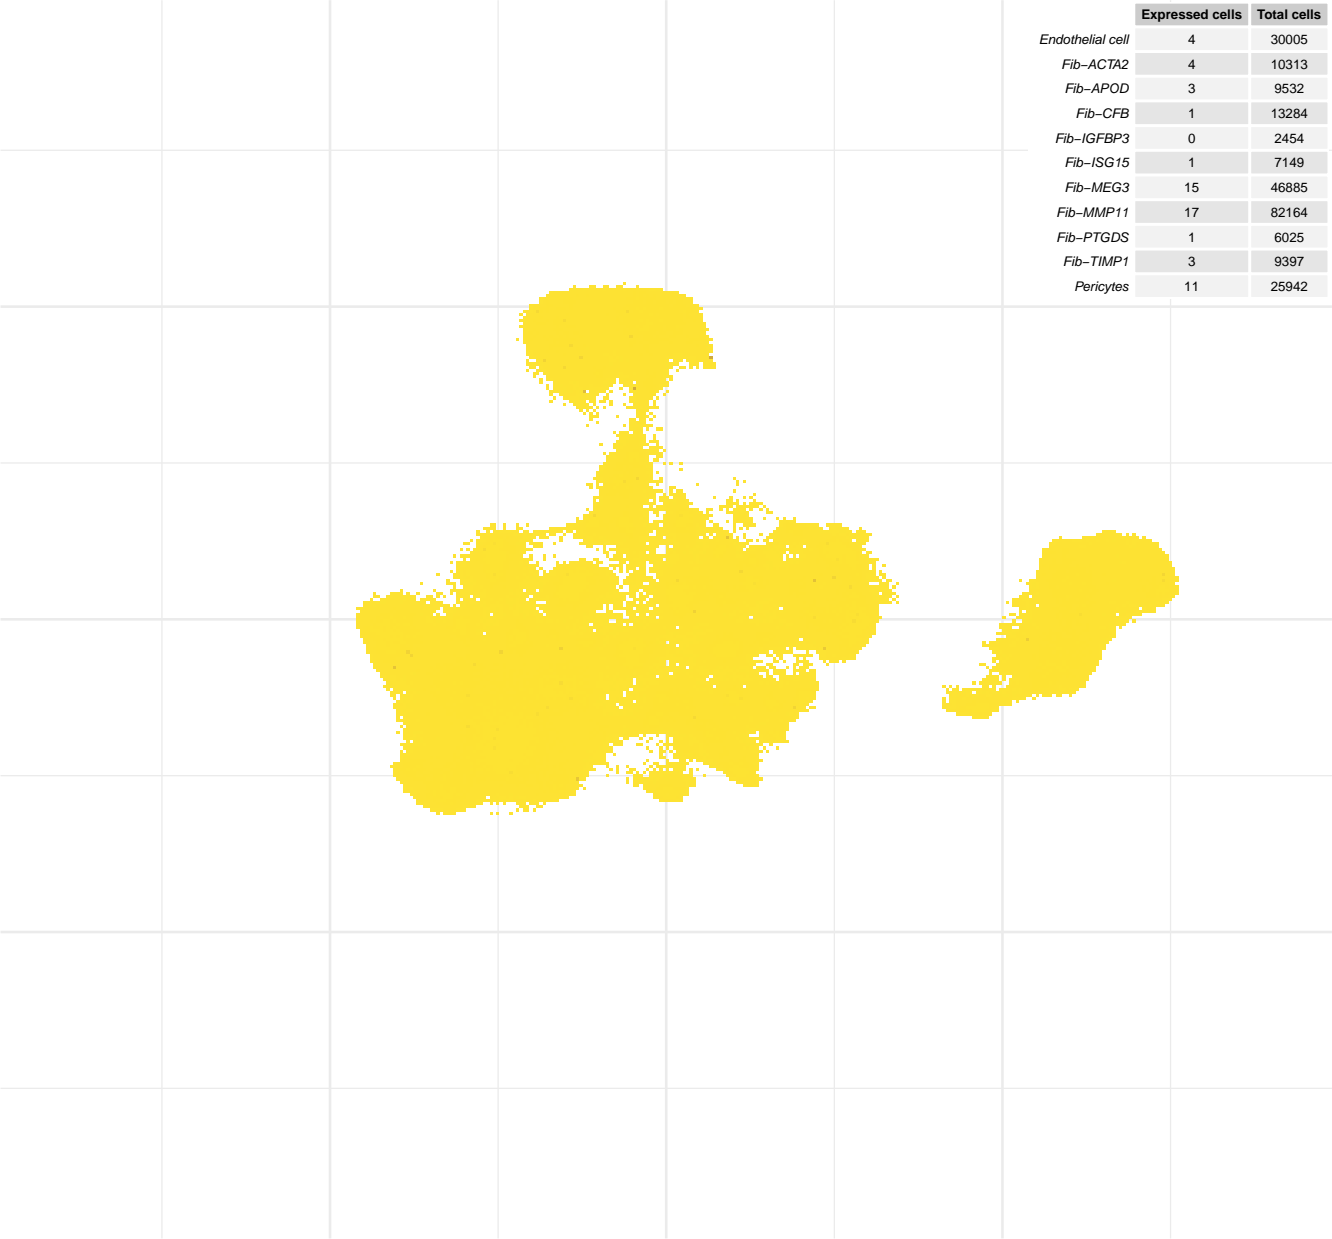 Expressed cells Total cells
Endothelial cell 4 30005
Fib−ACTA2 4 10313
Fib−APOD 3 9532
Fib−CFB 1 13284
Fib−IGFBP3 0 2454
Fib−ISG15 1 7149
Fib−MEG3 15 46885
Fib−MMP11 17 82164
Fib−PTGDS 1 6025
Fib−TIMP1 3 9397
Pericytes 11 25942